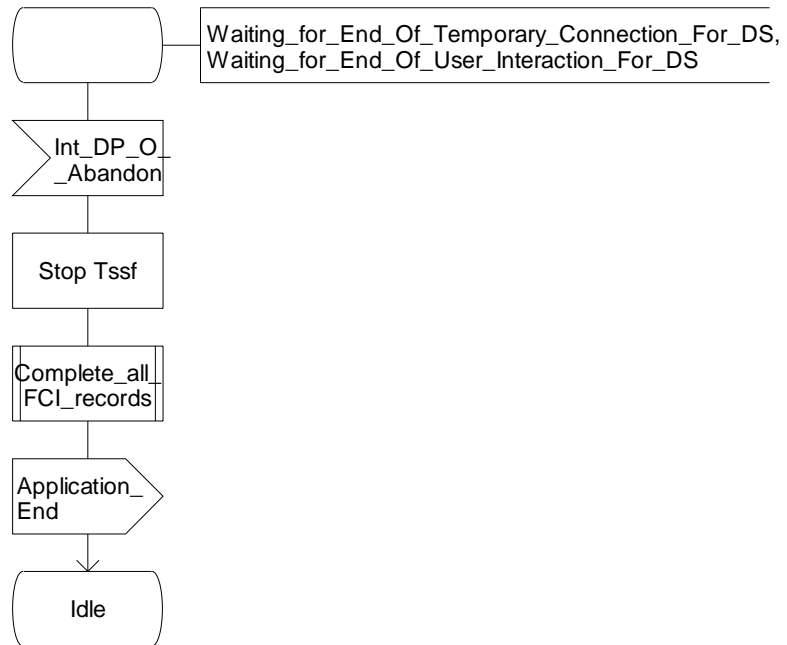 Waiting_for_End_Of_Temporary_Connection_For_DS,
Waiting_for_End_Of_User_Interaction_For_DS
Int_DP_O_
_Abandon
Stop Tssf
Complete_all_
FCI_records
Application_
End
Idle